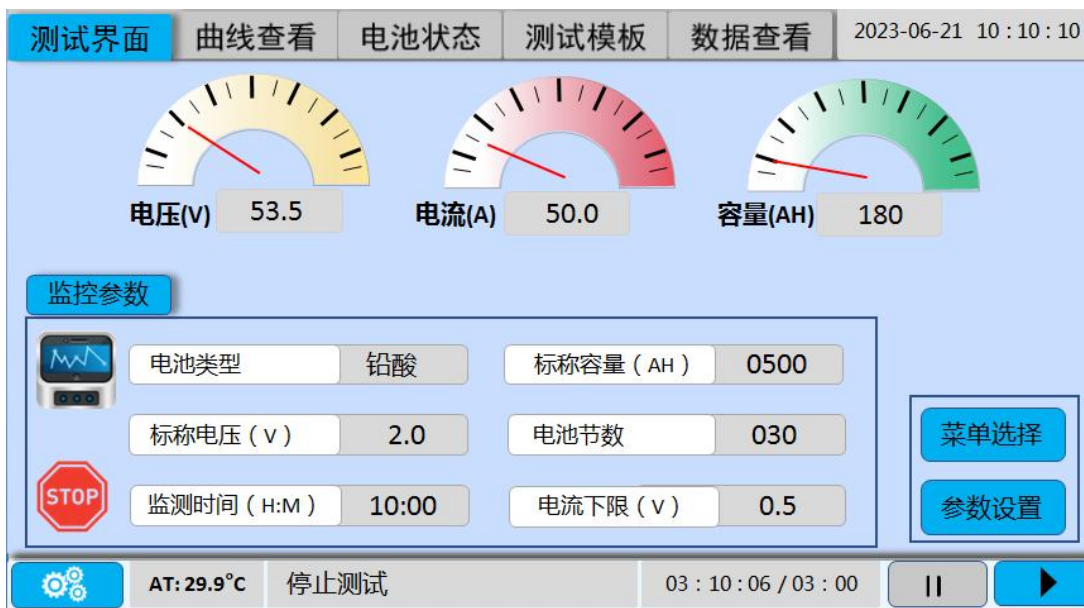 测试界面 曲线查看 电池状态 测试模板 数据查看 2023-06-21 10:10:10
电压(V) 53.5 电流(A) 50.0 容量(AH) 180
监控参数
电池类型 铅酸 标称容量(AH) 0500
标称电压(V) 2.0 电池节数 030
菜单选择
STOP 监测时间(H:M) 10:00 电流下限(V) 0.5
参数设置
AT: 29.9°C 停止测试 03:10:06/03:00